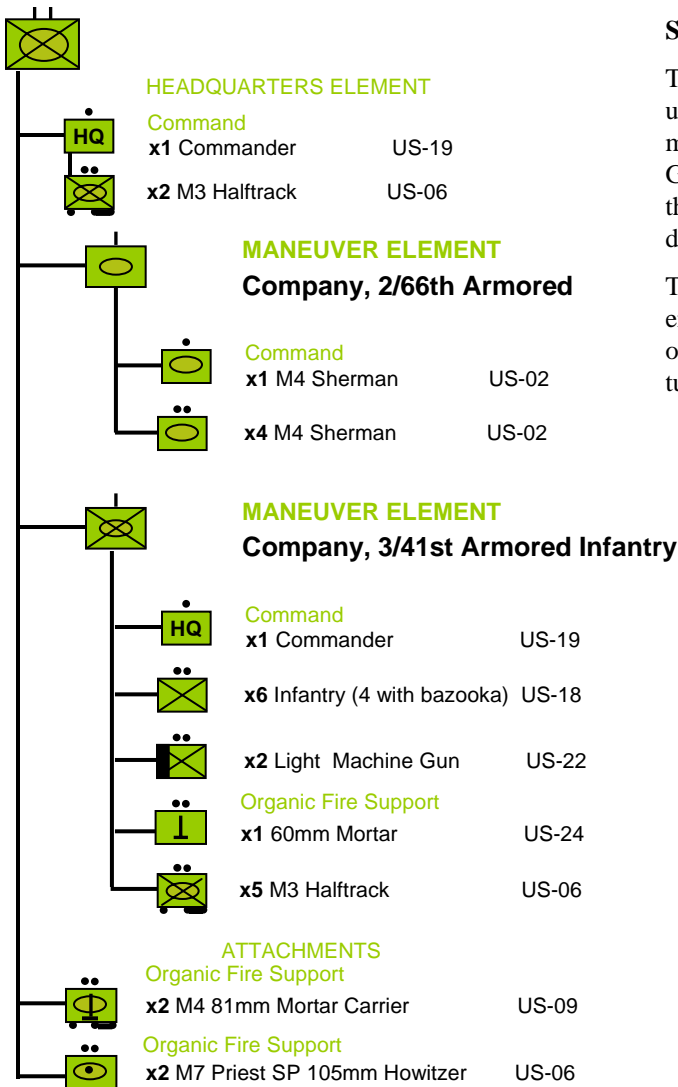 HEADQUARTERS ELEMENT
Command
HQ
x1 Commander US-19
x2 M3 Halftrack US-06
MANEUVER ELEMENT
Company, 2/66th Armored
Command
x1 M4 Sherman US-02
x4 M4 Sherman US-02
MANEUVER ELEMENT
Company, 3/41st Armored Infantry
Command
HQ
x1 Commander US-19
x6 Infantry (4 with bazooka) US-18
x2 Light Machine Gun US-22
Organic Fire Support
x1 60mm Mortar US-24
x5 M3 Halftrack US-06
ATTACHMENTS
Organic Fire Support
x2 M4 81mm Mortar Carrier US-09
Organic Fire Support
x2 M7 Priest SP 105mm Howitzer US-06